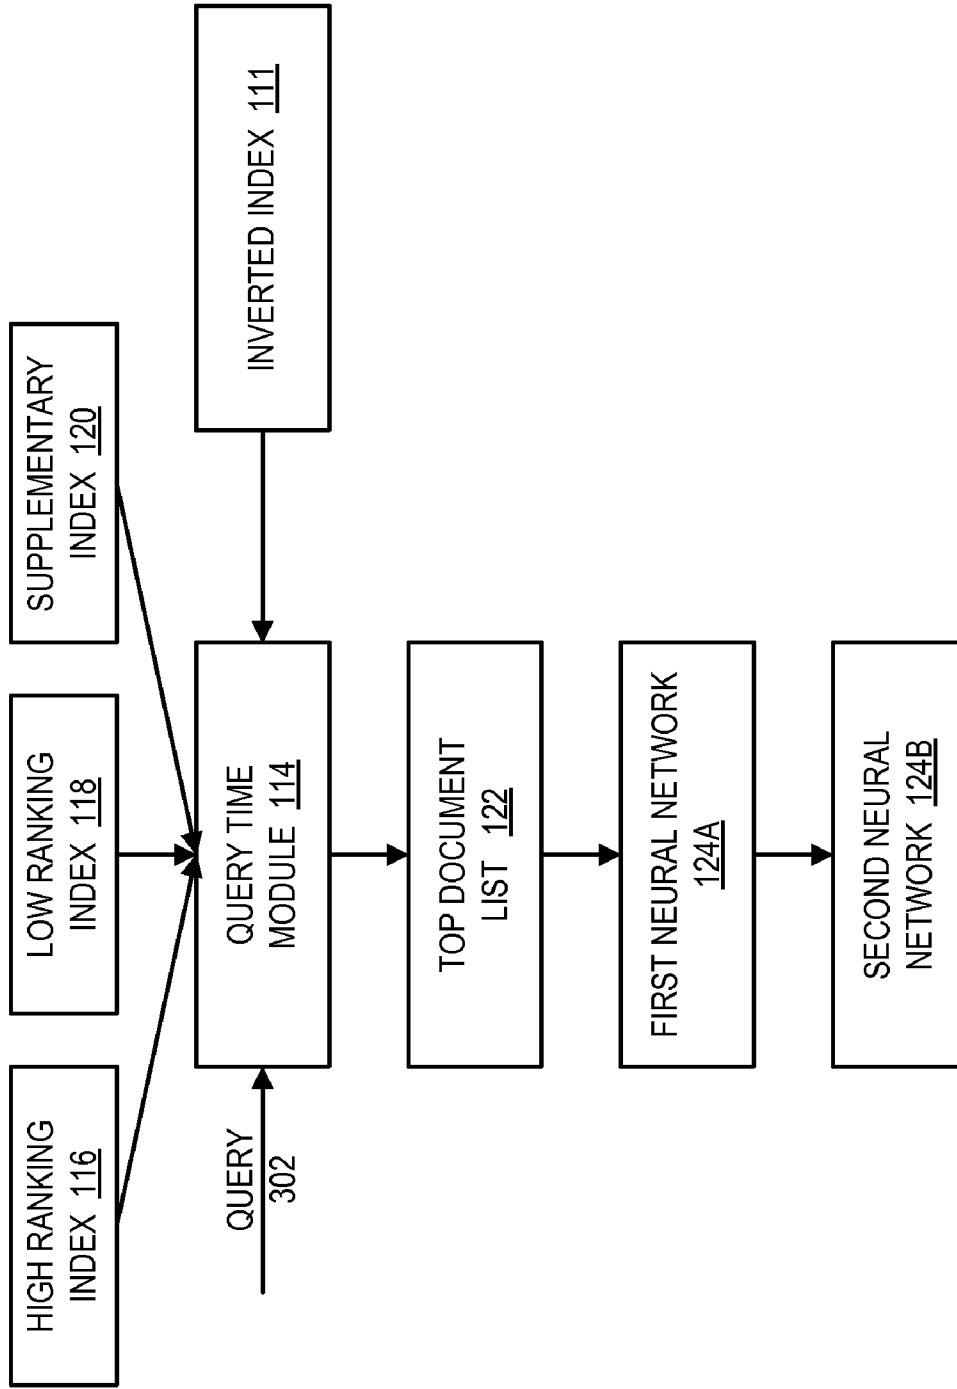 HIGH RANKING
INDEX 116
LOW RANKING
INDEX 118
SUPPLEMENTARY
INDEX 120
QUERY
302
QUERY TIME
MODULE 114
INVERTED INDEX 111
TOP DOCUMENT
LIST 122
FIRST NEURAL NETWORK
124A
SECOND NEURAL
NETWORK 124B